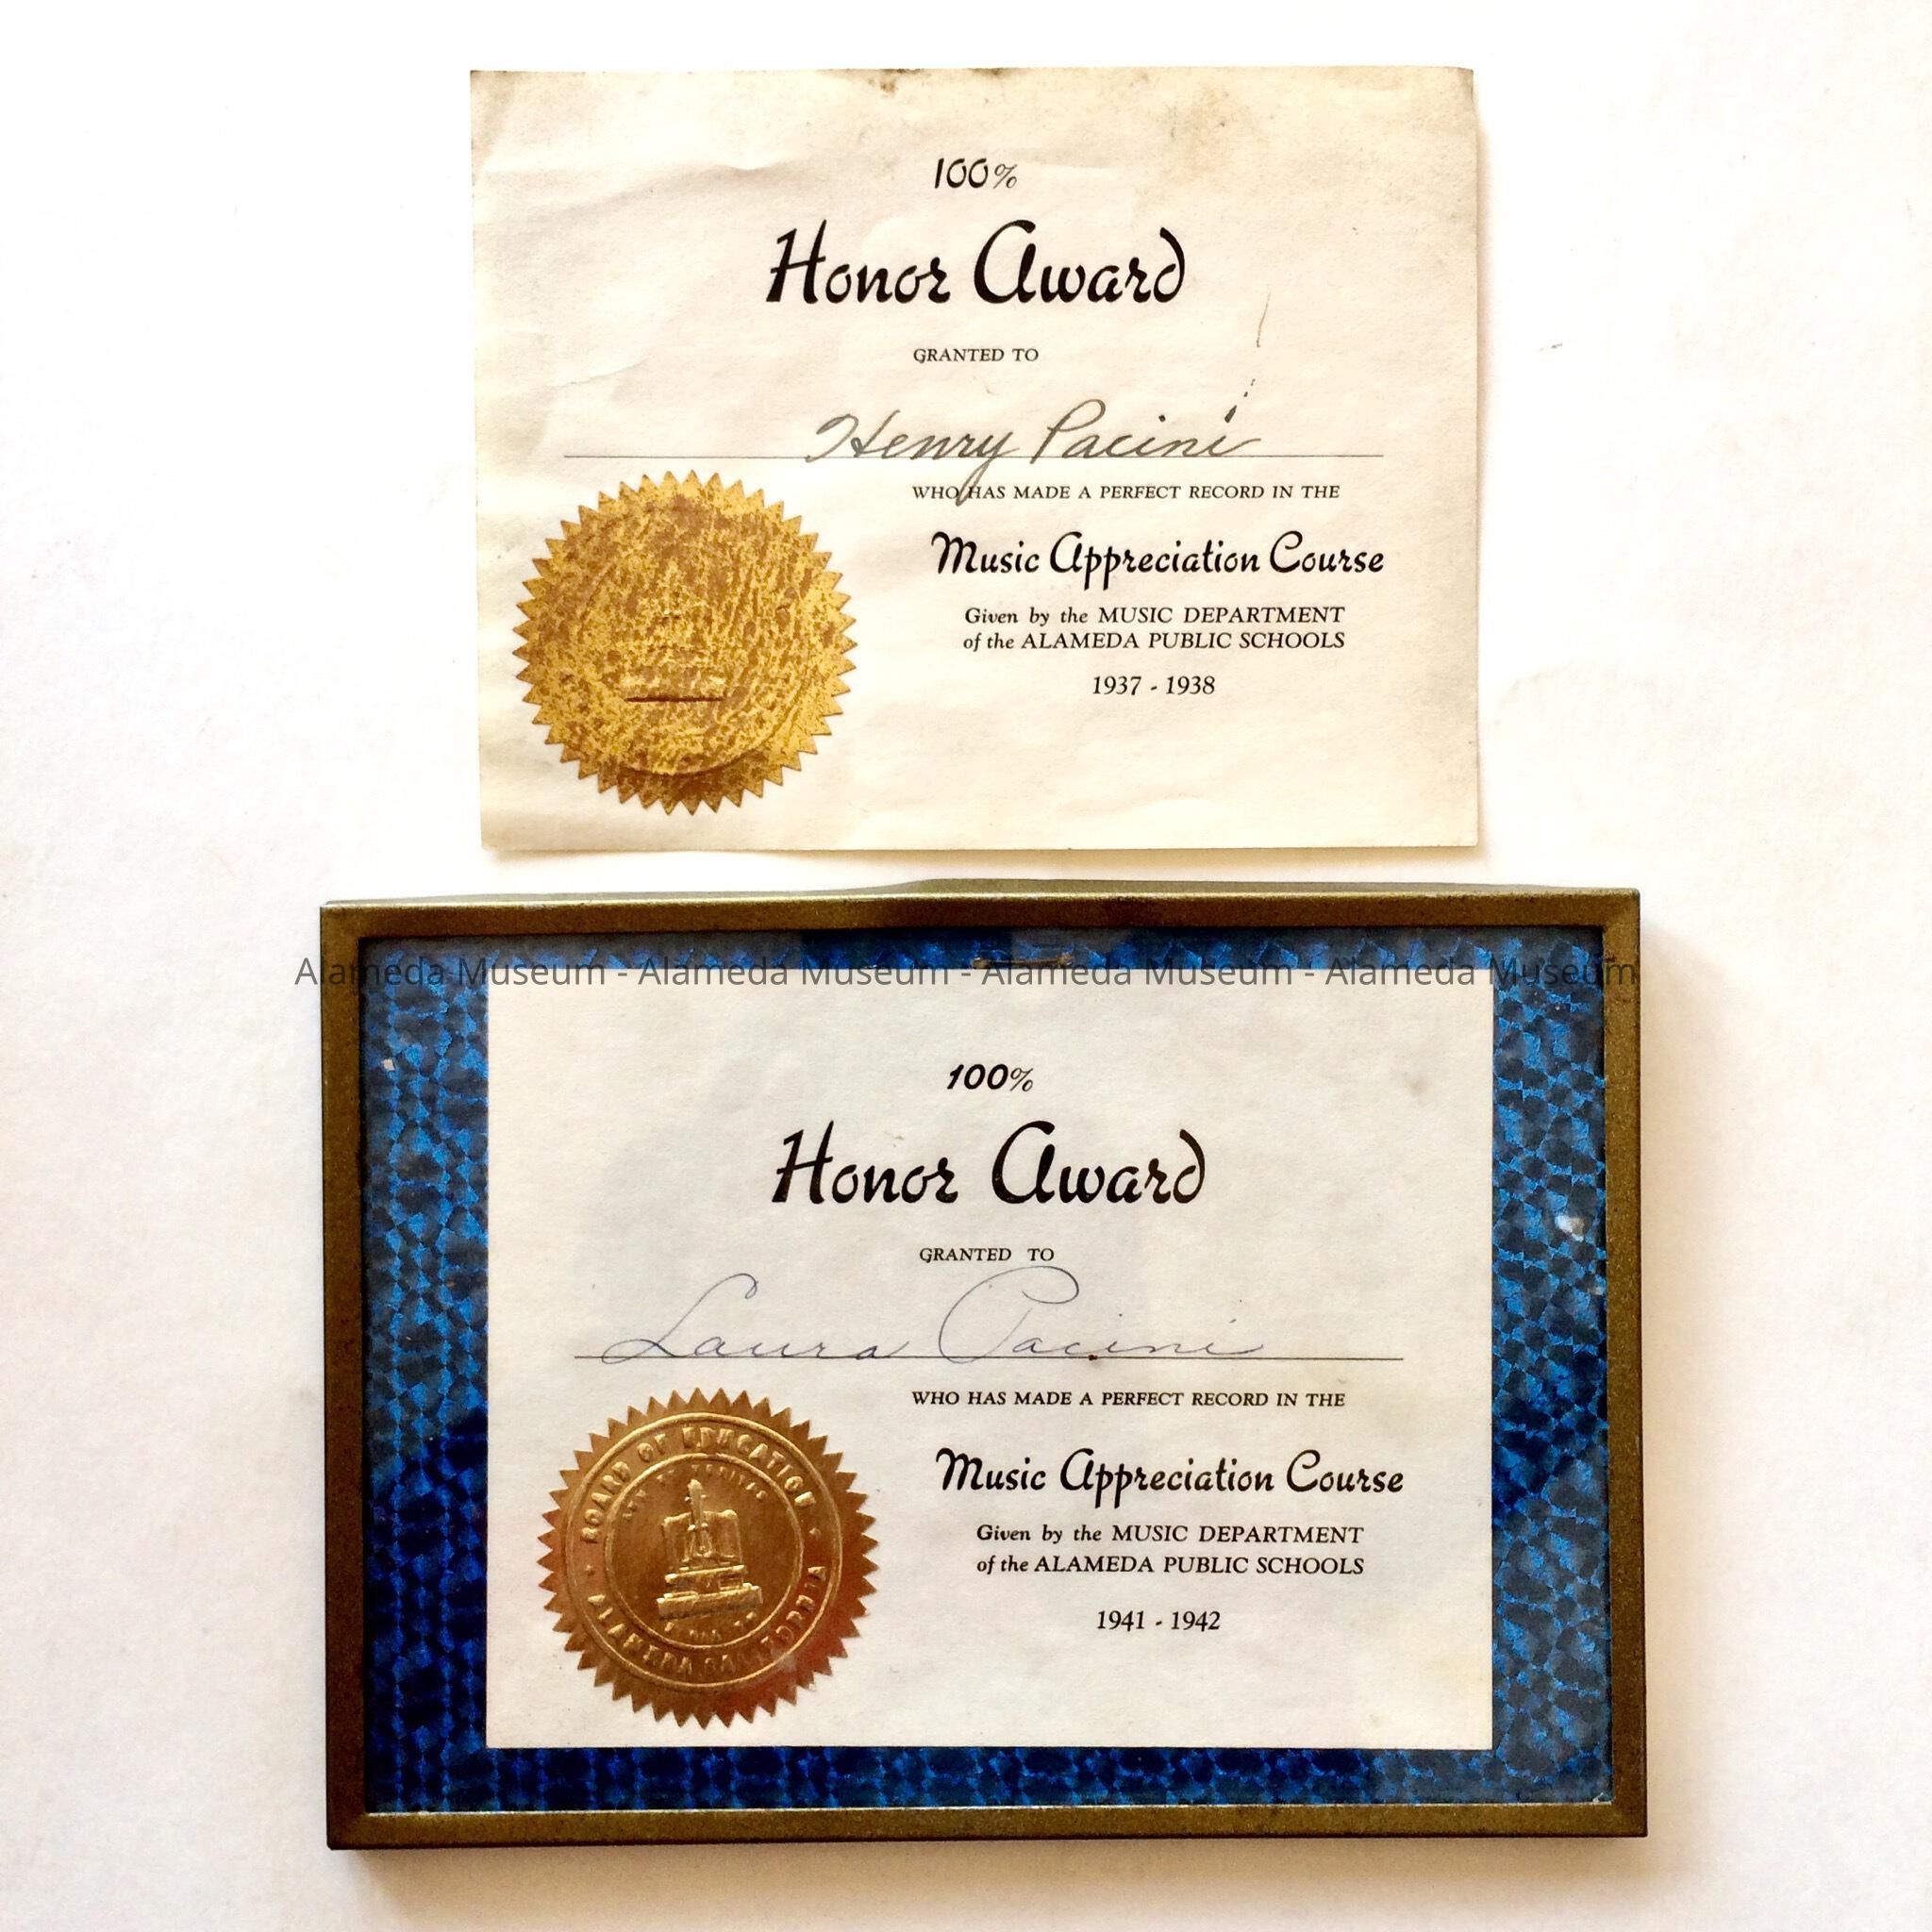 100%
Honor Award
GRANTED TO
Henry Pacini
WHO HAS MADE A PERFECT RECORD IN THE
Music Appreciation Course
Given by the MUSIC DEPARTMENT
of the ALAMEDA PUBLIC SCHOOLS
1937 - 1938
Alameda Museum - Alameda Museum - Alameda Museum - Alameda Museum
100%
Honor Award
GRANTED TO
Laura Pacini
WHO HAS MADE A PERFECT RECORD IN THE
Music Appreciation Course
Given by the MUSIC DEPARTMENT
of the ALAMEDA PUBLIC SCHOOLS
1941 - 1942
BOARD OF EDUCATION
ALAMEDA CALIFORNIA